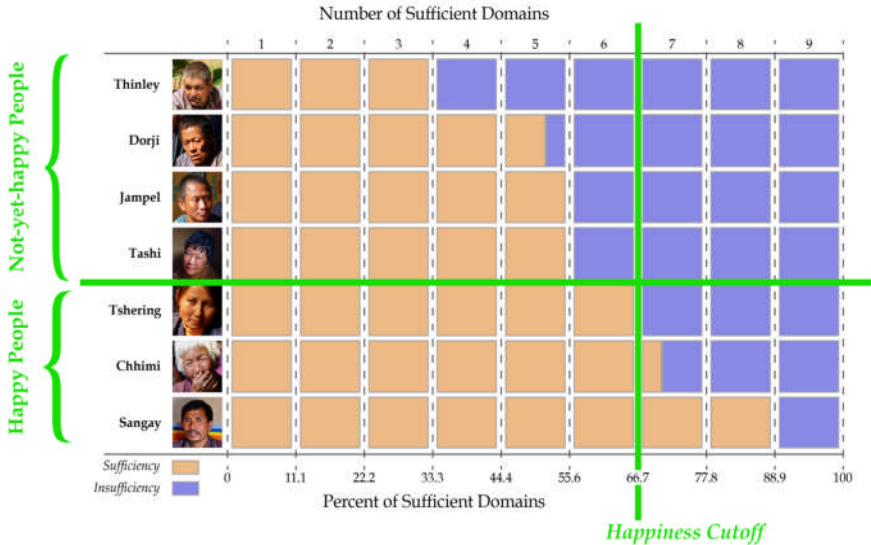 Number of Sufficient Domains
1 2 3 4 5 6 7 8 9
Not-yet-happy People
Thinley
Dorji
Jampel
Tashi
Happy People
Tshering
Chhimi
Sangay
Sufficiency
Insufficiency
0 11.1 22.2 33.3 44.4 55.6 66.7 77.8 88.9 100
Percent of Sufficient Domains
Happiness Cutoff